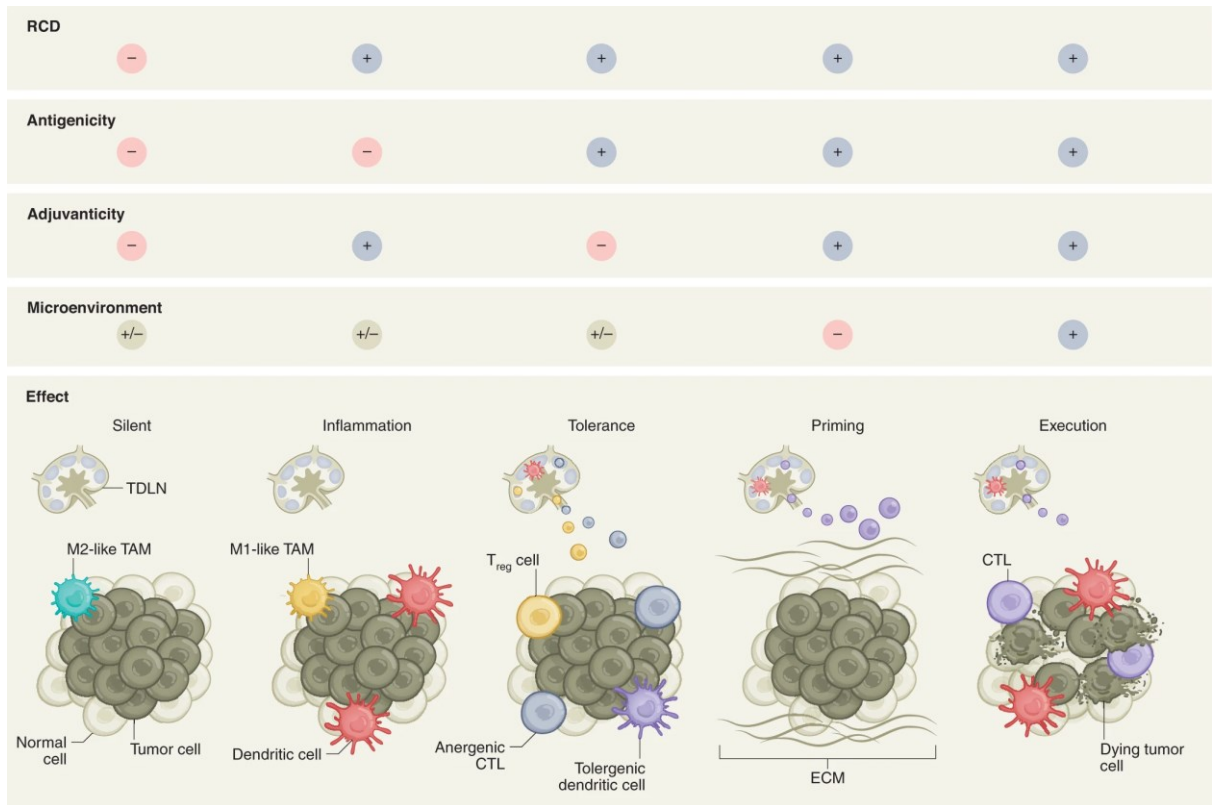 RCD
− + + + +
Antigenicity
− − + + +
Adjuvanticity
− + − + +
Microenvironment
+/− +/− +/− − +
Effect
Silent Inflammation Tolerance Priming Execution
TDLN
M2-like TAM
M1-like TAM
Treg cell
CTL
Normal
cell
Tumor cell
Dendritic cell
Anergenic
CTL
Tolergenic
dendritic cell
ECM
Dying tumor
cell